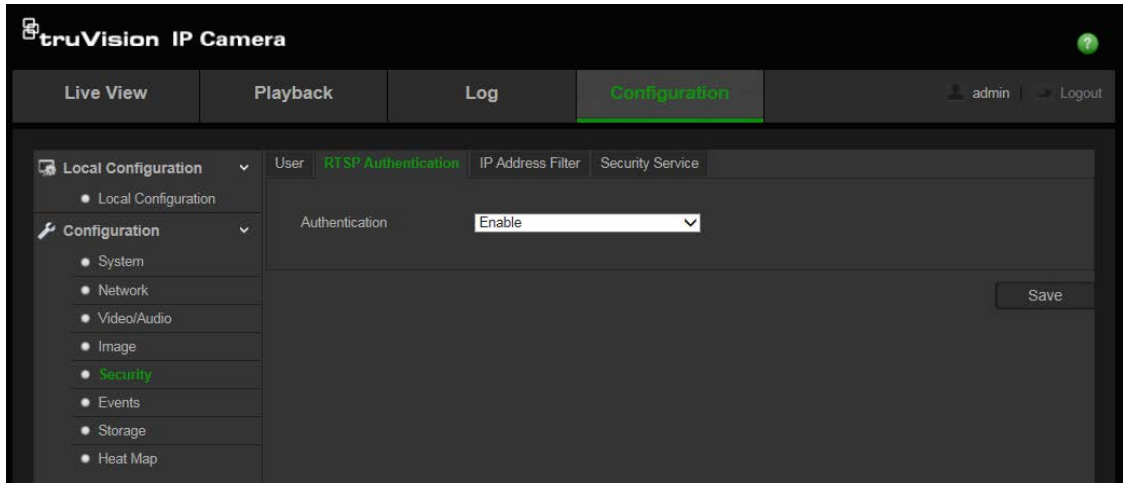 truVision IP Camera
?
Live View Playback Log Configuration admin | Logout
Local Configuration
Local Configuration
Configuration
System
Network
Video/Audio
Image
Security
Events
Storage
Heat Map
User RTSP Authentication IP Address Filter Security Service
Authentication Enable
Save